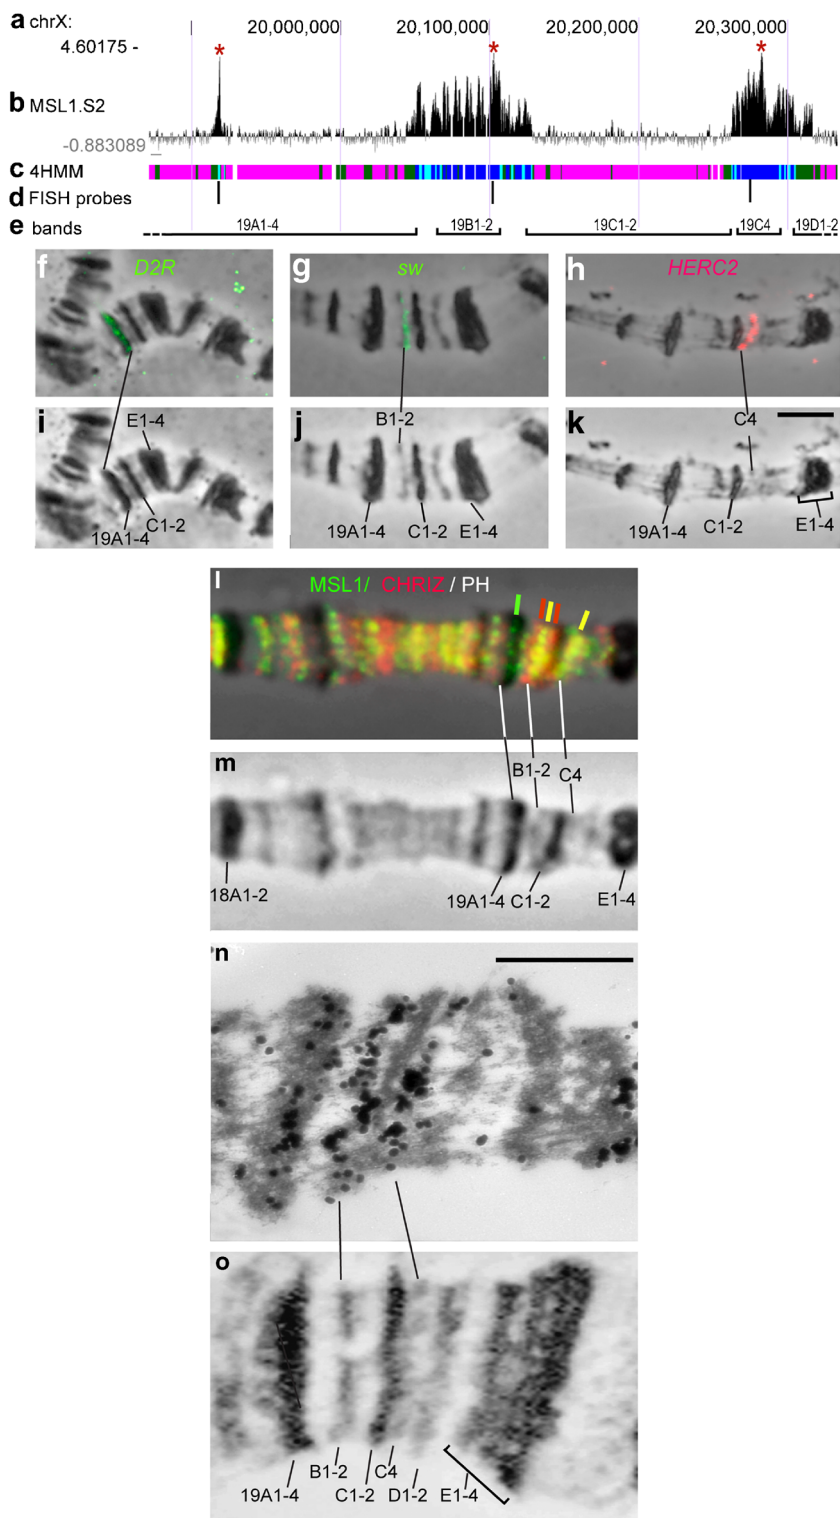 a chrX: 20,000,000 20,100,000 20,200,000 20,300,000
4.60175 -
* * *
b MSL1.S2
-0.883089 _
c 4HMM
d FISH probes
e bands 19A1-4 19B1-2 19C1-2 19C4 19D1-2
f D2R g sw h HERC2
B1-2 C4
i E1-4 j k
19A1-4 C1-2 19A1-4 C1-2 E1-4 19A1-4 C1-2 E1-4
l MSL1/ CHRIZ / PH
m B1-2 C4
18A1-2 19A1-4 C1-2 E1-4
n
o
B1-2 C4
19A1-4 C1-2 D1-2 E1-4